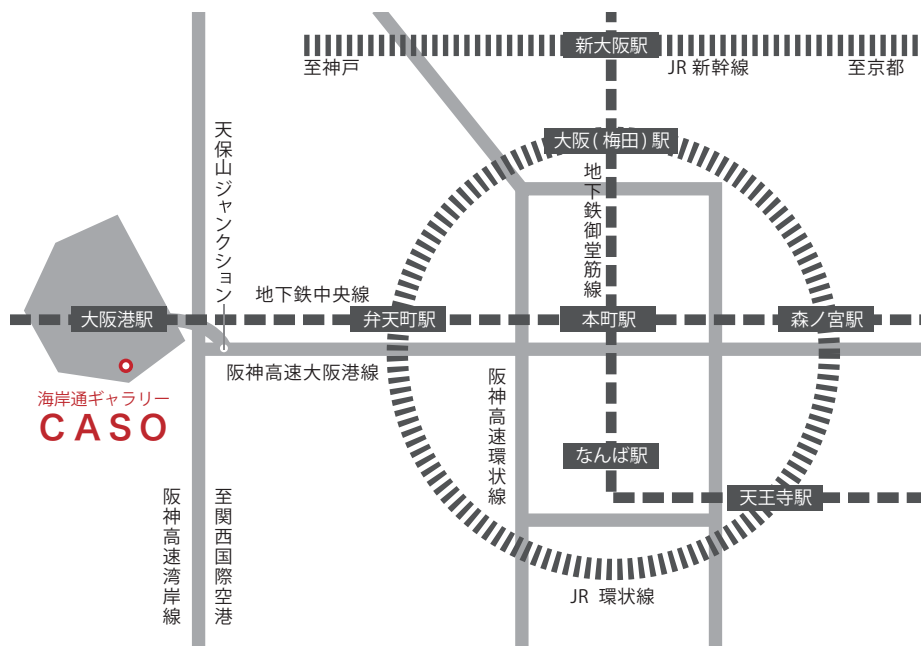 新大阪駅
至神戸
JR 新幹線
至京都
天保山ジャンクション
大阪(梅田)駅
地下鉄御堂筋線
地下鉄中央線
大阪港駅
弁天町駅
本町駅
森ノ宮駅
阪神高速大阪港線
海岸通ギャラリー
CASO
阪神高速環状線
なんば駅
天王寺駅
阪神高速湾岸線
至関西国際空港
JR 環状線